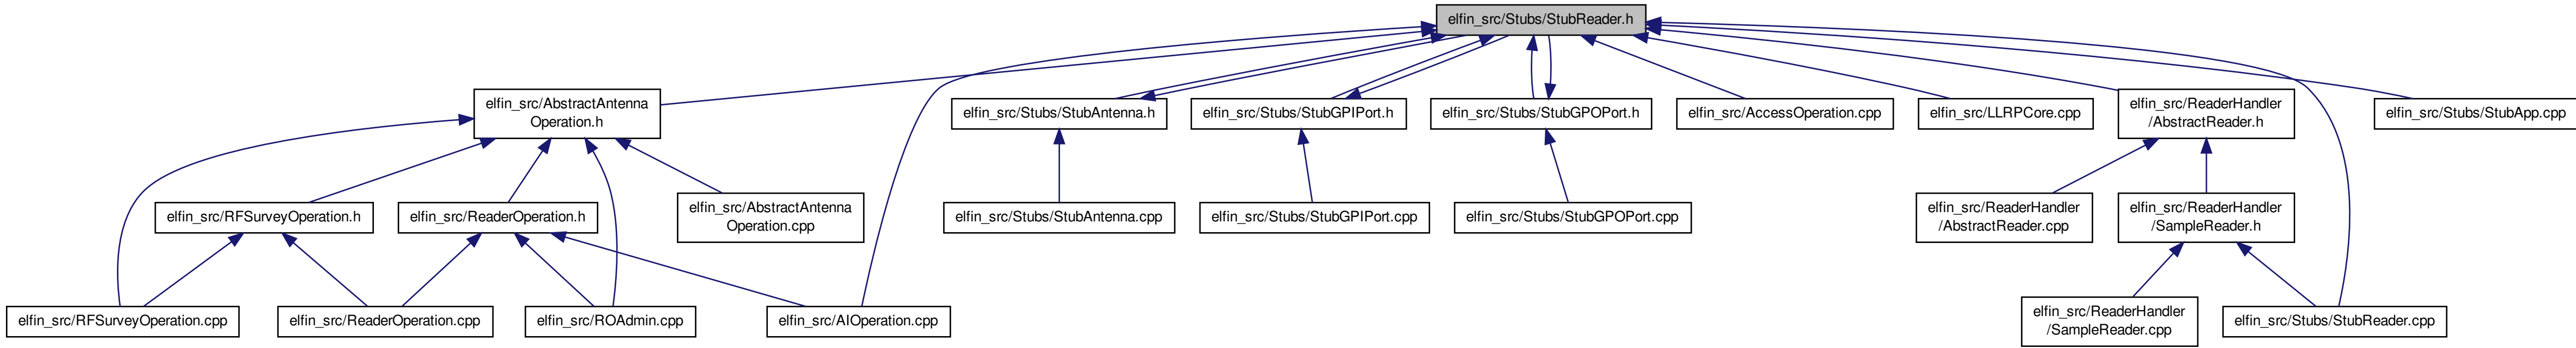 elfin_src/Stubs/StubReader.h
elfin_src/AbstractAntenna
Operation.h
elfin_src/Stubs/StubAntenna.h
elfin_src/Stubs/StubGPIPort.h
elfin_src/Stubs/StubGPOPort.h
elfin_src/AccessOperation.cpp
elfin_src/LLRPCore.cpp
elfin_src/ReaderHandler
/AbstractReader.h
elfin_src/Stubs/StubApp.cpp
elfin_src/RFSurveyOperation.h
elfin_src/ReaderOperation.h
elfin_src/AbstractAntenna
Operation.cpp
elfin_src/Stubs/StubAntenna.cpp
elfin_src/Stubs/StubGPIPort.cpp
elfin_src/Stubs/StubGPOPort.cpp
elfin_src/ReaderHandler
/AbstractReader.cpp
elfin_src/ReaderHandler
/SampleReader.h
elfin_src/RFSurveyOperation.cpp
elfin_src/ReaderOperation.cpp
elfin_src/ROAdmin.cpp
elfin_src/AIOperation.cpp
elfin_src/ReaderHandler
/SampleReader.cpp
elfin_src/Stubs/StubReader.cpp